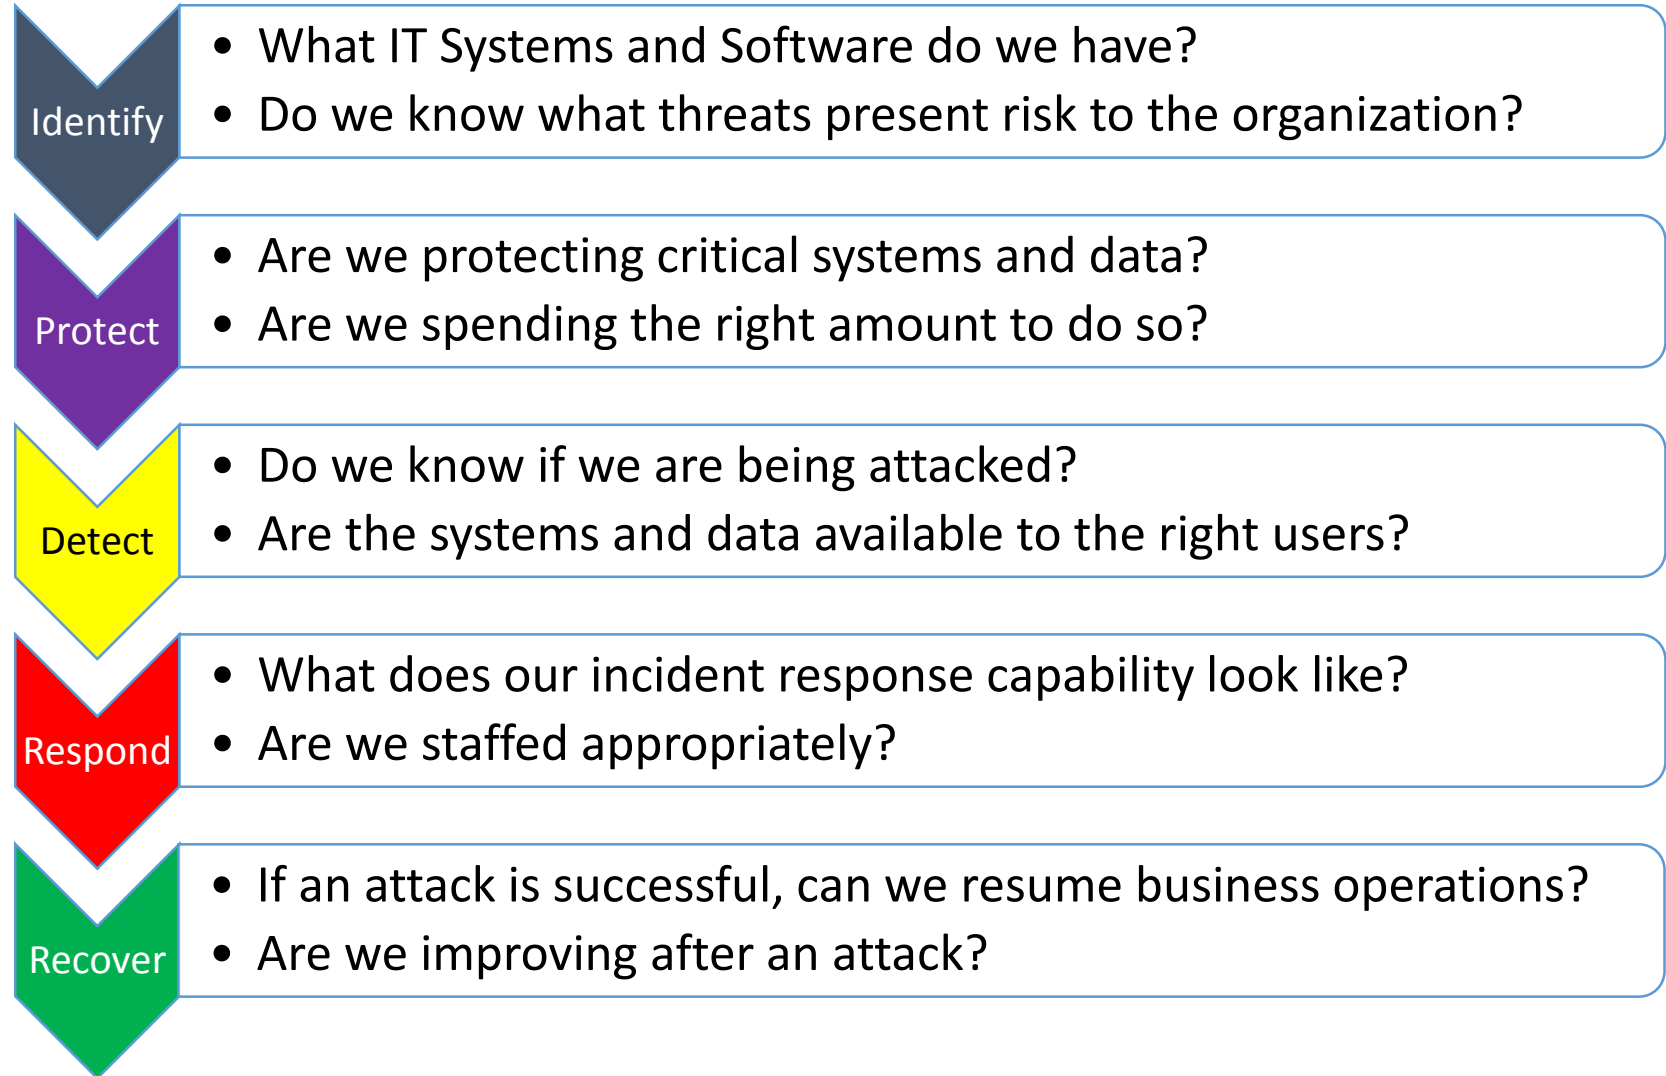 Identify
• What IT Systems and Software do we have?
• Do we know what threats present risk to the organization?
Protect
• Are we protecting critical systems and data?
• Are we spending the right amount to do so?
Detect
• Do we know if we are being attacked?
• Are the systems and data available to the right users?
Respond
• What does our incident response capability look like?
• Are we staffed appropriately?
Recover
• If an attack is successful, can we resume business operations?
• Are we improving after an attack?